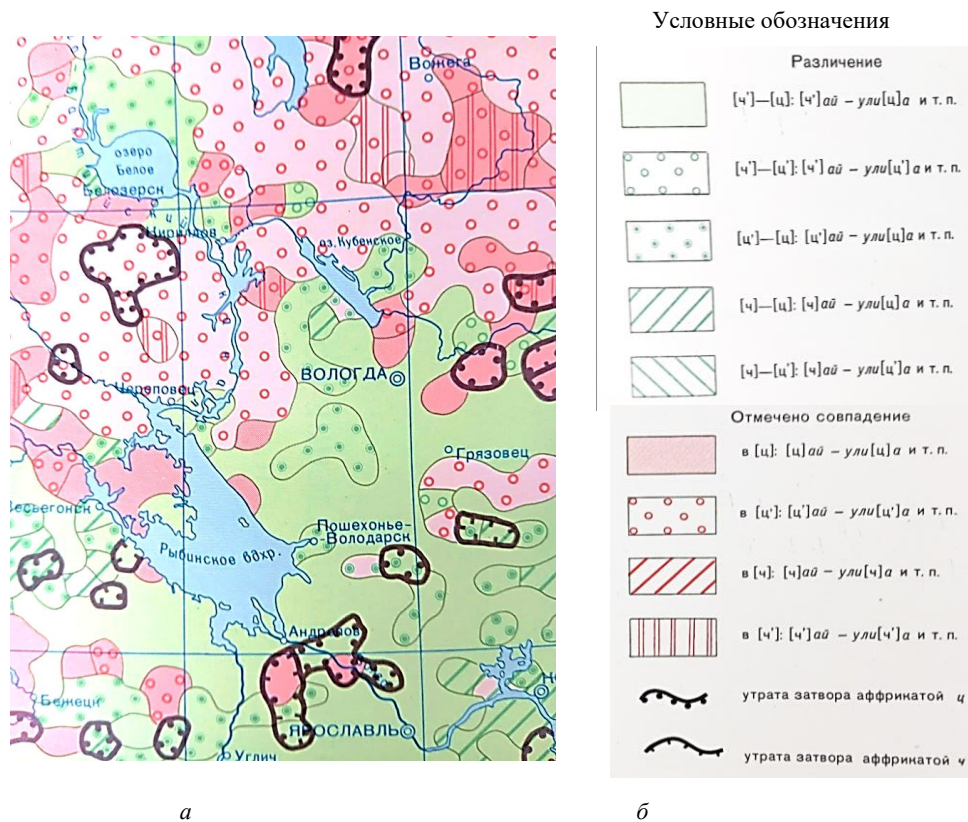 Условные обозначения
Вожега
озеро
Белое
Белозерск
Кириллов
оз. Кубенское
ВОЛОГДА
Череповец
Грязовец
Весьегонск
Пошехонье-
Володарск
Рыбинское вдхр.
Андропов
Бежецк
ЯРОСЛАВЛЬ
Углич
Различение
[ч']—[ц]: [ч']ай – ули[ц]а и т. п.
[ч']—[ц']: [ч']ай – ули[ц']а и т. п.
[ц']—[ц]: [ц']ай – ули[ц]а и т. п.
[ч]—[ц]: [ч]ай – ули[ц]а и т. п.
[ч]—[ц']: [ч]ай – ули[ц']а и т. п.
Отмечено совпадение
в [ц]: [ц]ай – ули[ц]а и т. п.
в [ц']: [ц']ай – ули[ц']а и т. п.
в [ч]: [ч]ай – ули[ч]а и т. п.
в [ч']: [ч']ай – ули[ч']а и т. п.
утрата затвора аффрикатой ц
утрата затвора аффрикатой ч
а
б